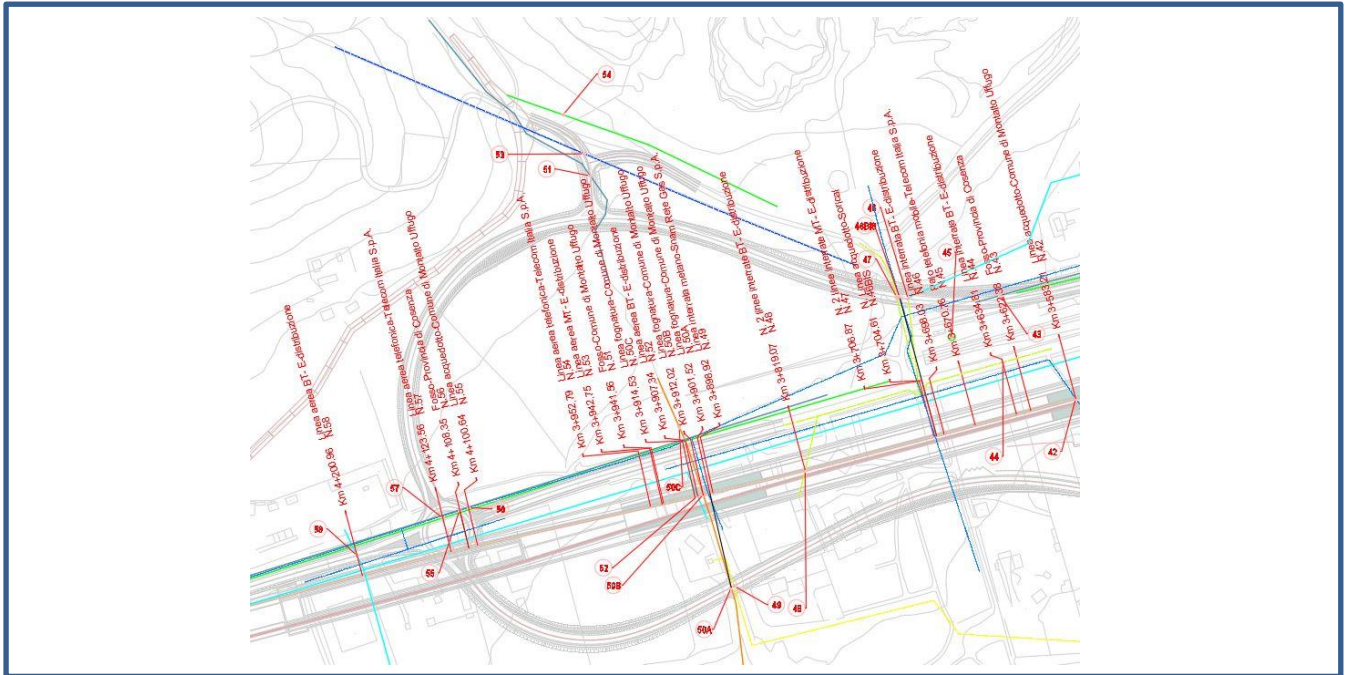 54
53
51
Km 4+200.96 Linea aerea BT- E-distribuzione N.58
Km 4+123.56 Linea aerea telefonica-Telecom Italia S.p.A. N.57
Km 4+108.35 Fosso-Provincia di Cosenza N.56
Km 4+100.64 Linea acquedotto-Comune di Montalto Uffugo N.55
Km 3+952.79 Linea aerea telefonica-Telecom Italia S.p.A. N.54
Km 3+942.75 Linea aerea MT- E-distribuzione N.53
Km 3+941.56 Fosso-Comune di Montalto Uffugo N.51
Km 3+914.53 Linea fognatura-Comune di Montalto Uffugo N.50C
Km 3+907.34 Linea aerea BT- E-distribuzione N.52
Km 3+912.02 Linea fognatura-Comune di Montalto Uffugo N.50B
Km 3+901.52 Linea fognatura-Comune di Montalto Uffugo N.50A
Km 3+898.92 Linea interrata metano-Snam Rete Gas S.p.A. N.49
Km 3+819.07 N. 2 linee interrate BT- E-distribuzione N.48
Km 3+706.87 N. 2 linee interrate MT- E-distribuzione N.47
Km 3+704.61 Linea acquedotto-Sorical N.46BIS
Km 3+698.03 Linea interrata BT- E-distribuzione N.46
Km 3+670.76 Palo telefonia mobile-Telecom Italia S.p.A. N.45
Km 3+634.81 Linea interrata BT- E-distribuzione N.44
Km 3+622.38 Fosso-Provincia di Cosenza N.43
Km 3+583.21 Linea acquedotto-Comune di Montalto Uffugo N.42
47
45
43
44
42
57
55
50C
52
50B
49
48
50A